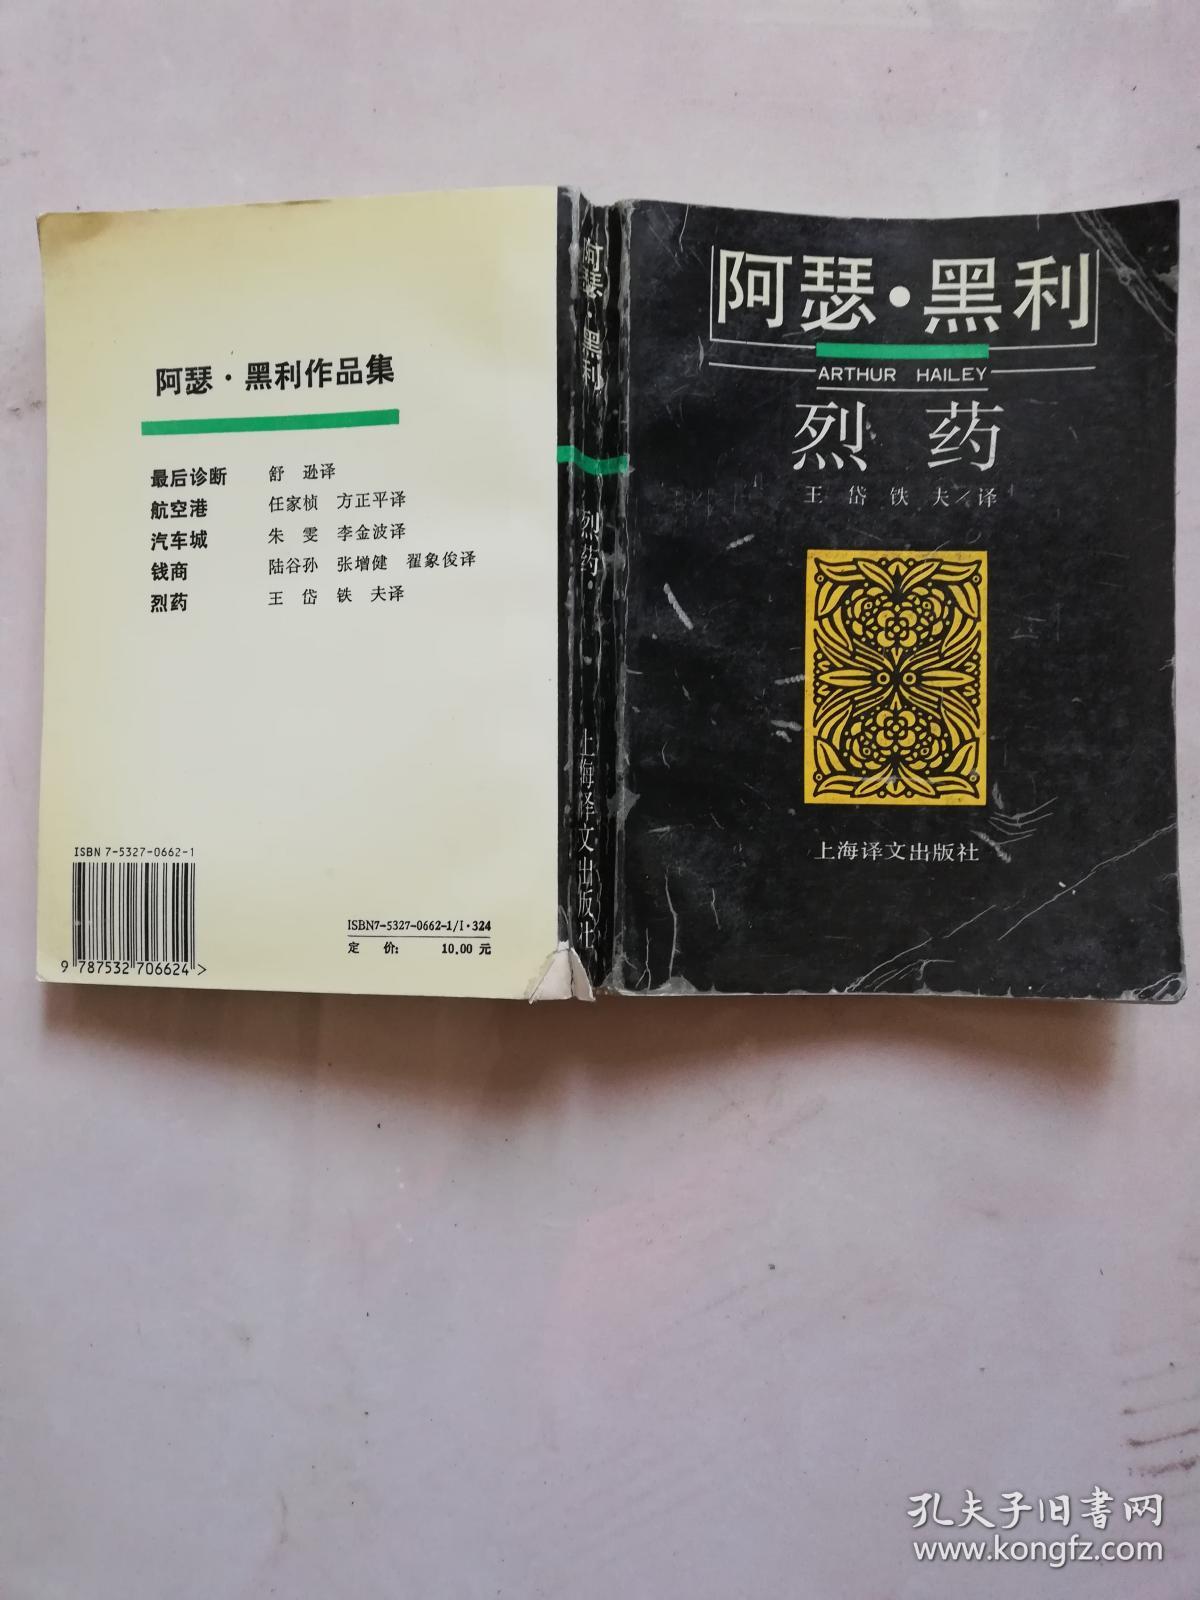 阿瑟·黑利作品集
最后诊断 舒 逊译
航空港 任家桢 方正平译
汽车城 朱 雯 李金波译
钱商 陆谷孙 张增健 翟象俊译
烈药 王 岱 铁 夫译
ISBN 7-5327-0662-1
9 787532 706624 >
ISBN7-5327-0662-1/I·324
定 价: 10.00 元
阿瑟·黑利 烈药 上海译文出版社
阿瑟·黑利
ARTHUR HAILEY
烈药
王 岱 铁 夫 译
上海译文出版社
孔夫子旧书网
www.kongfz.com